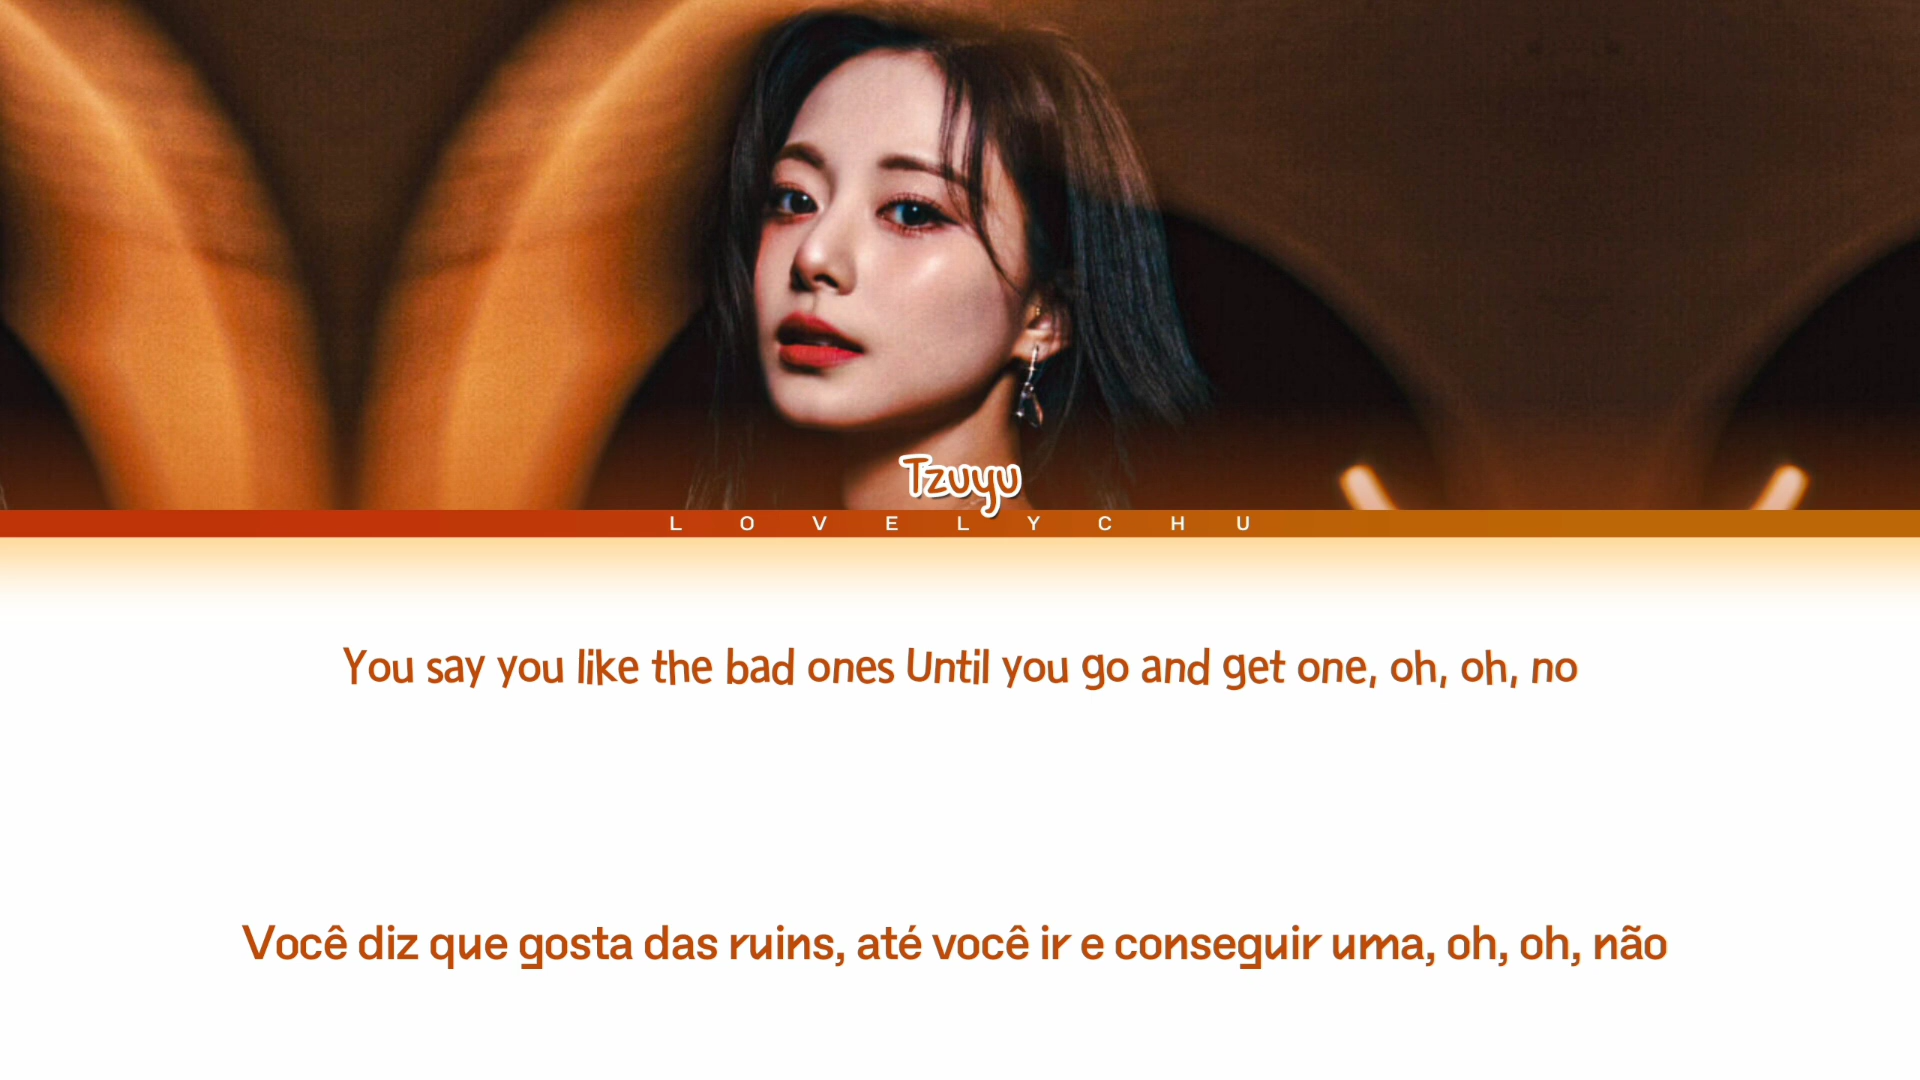 Tzuyu
LOVELYCHU
You say you like the bad ones Until you go and get one, oh, oh, no
Você diz que gosta das ruins, até você ir e conseguir uma, oh, oh, não